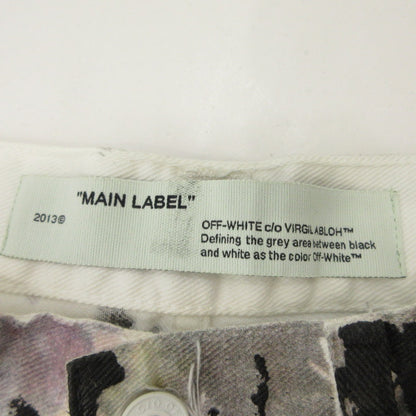 "MAIN LABEL"
2013©
OFF-WHITE c/o VIRGIL ABLOH™
Defining the grey area between black
and white as the color Off-White™